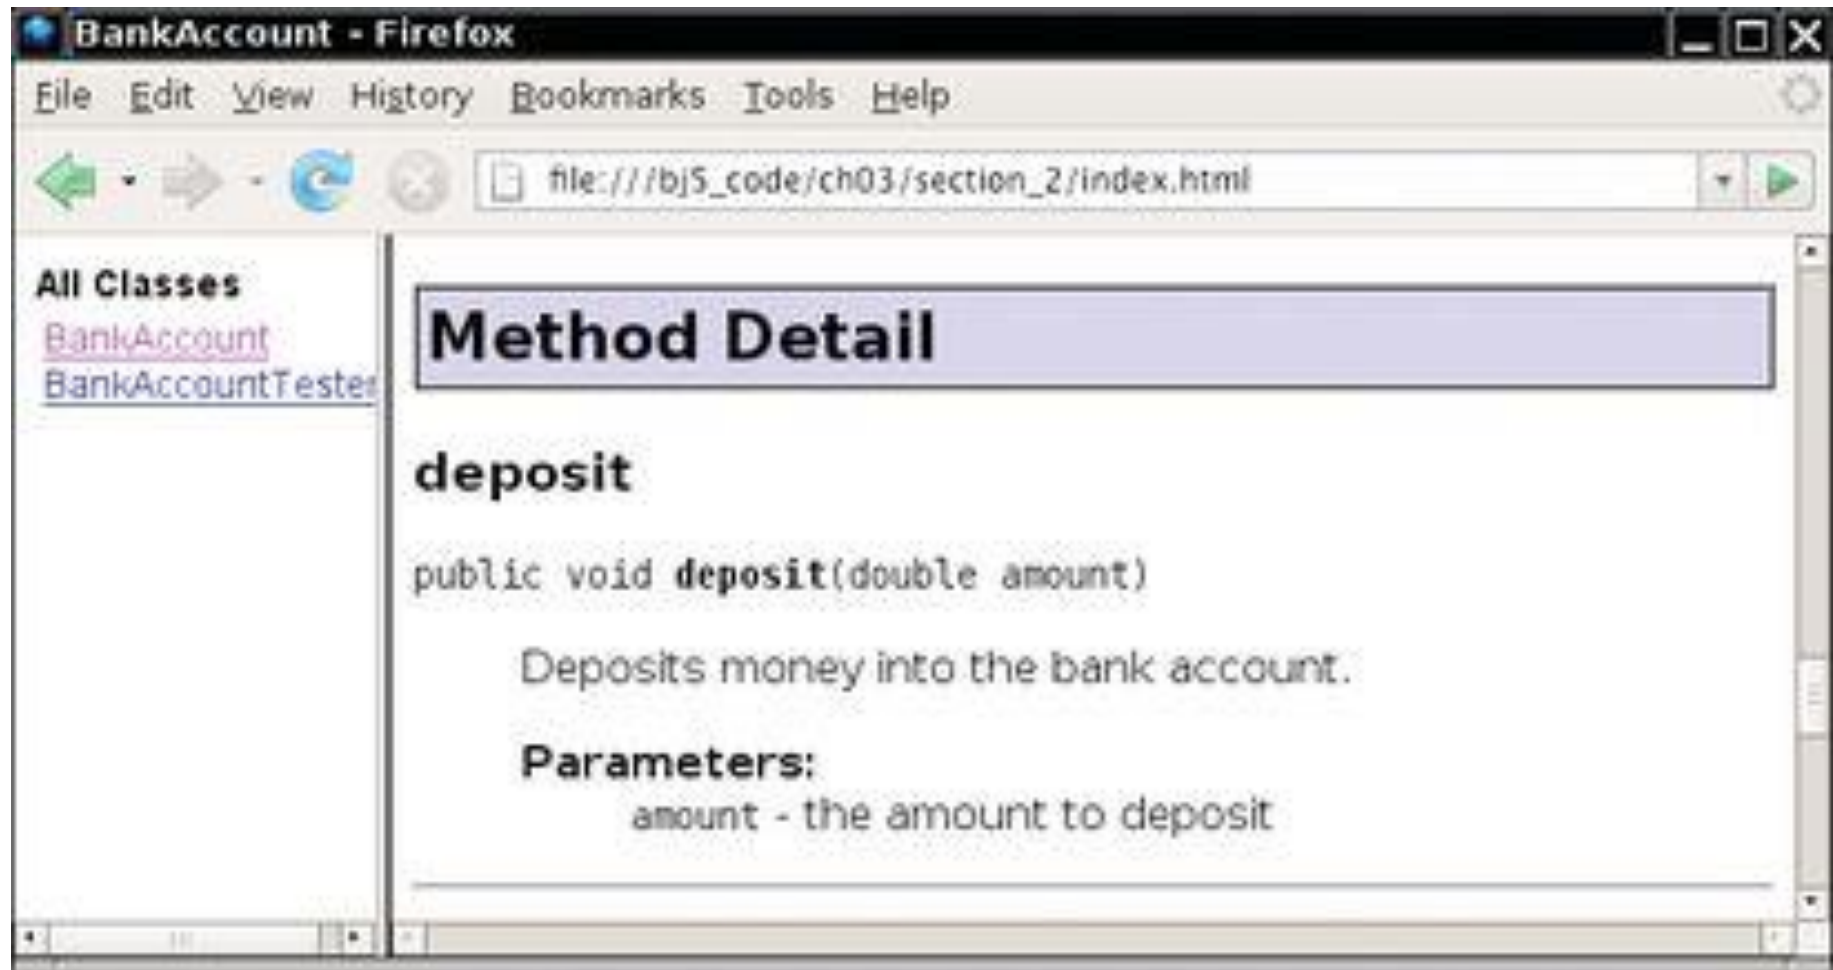 BankAccount - Firefox
File Edit View History Bookmarks Tools Help
file:///bj5_code/ch03/section_2/index.html
All Classes
BankAccount
BankAccountTester
Method Detail
deposit
public void deposit(double amount)
Deposits money into the bank account.
Parameters:
amount - the amount to deposit